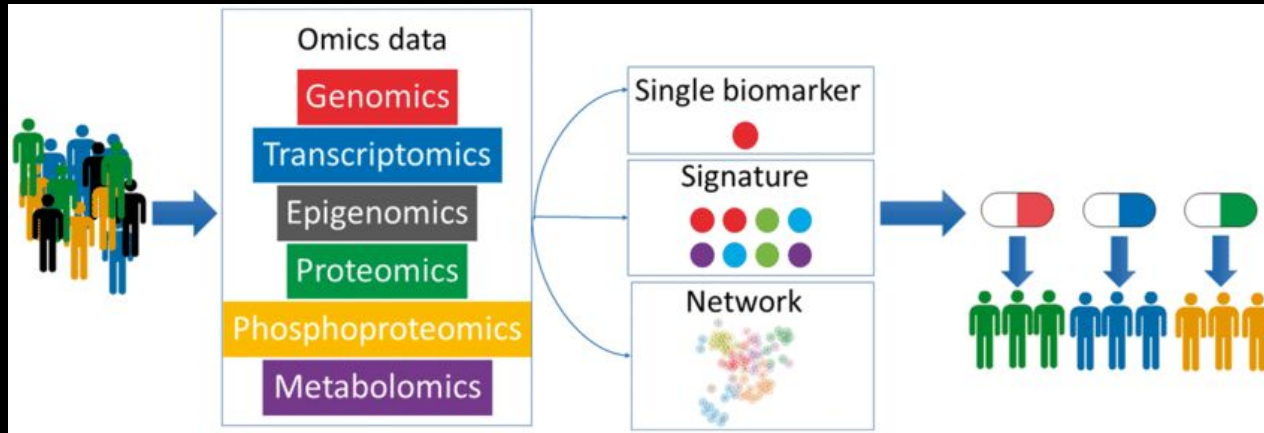 Omics data
Genomics
Transcriptomics
Epigenomics
Proteomics
Phosphoproteomics
Metabolomics
Single biomarker
Signature
Network